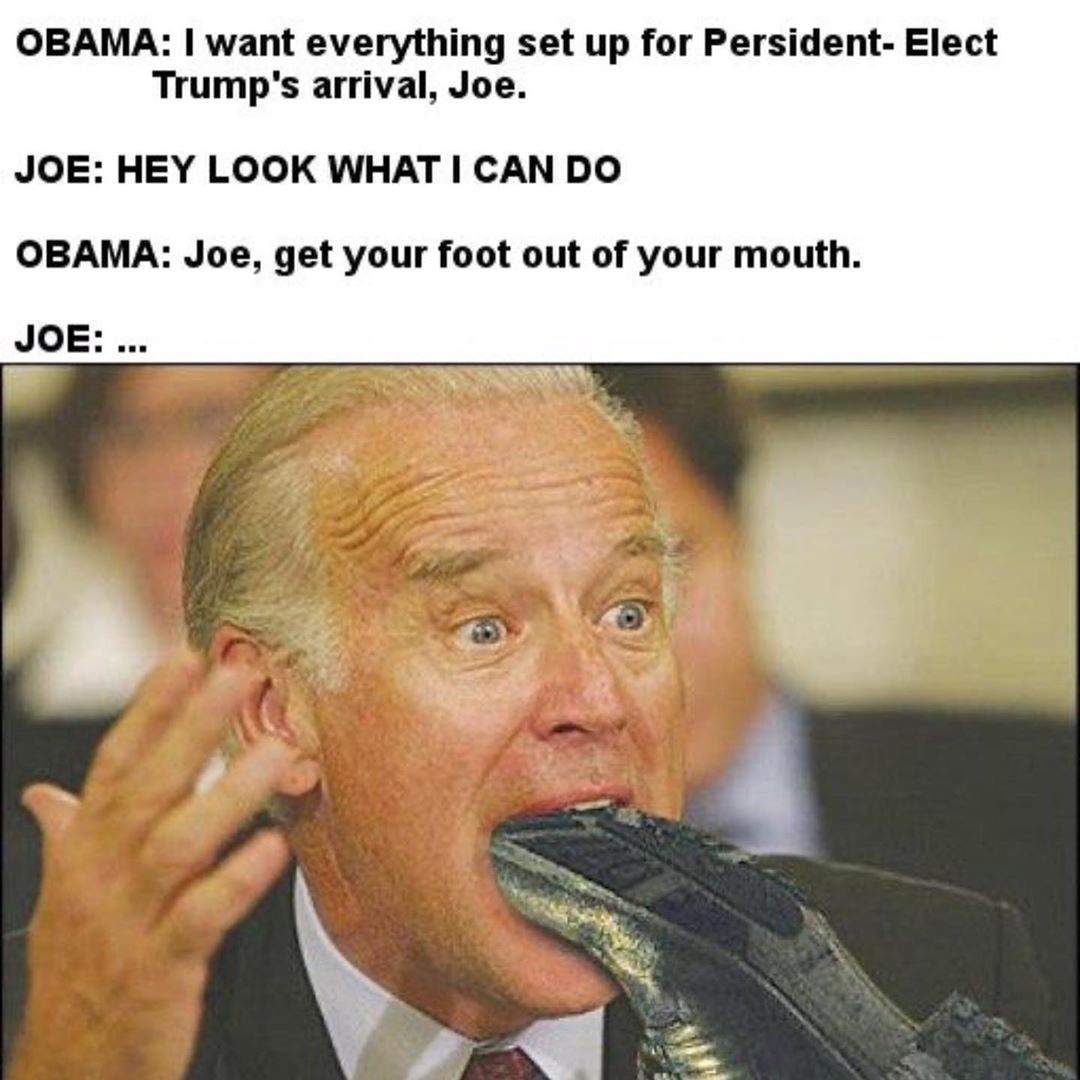 OBAMA: I want everything set up for Persident- Elect
Trump's arrival, Joe.
JOE: HEY LOOK WHAT I CAN DO
OBAMA: Joe, get your foot out of your mouth.
JOE: ...